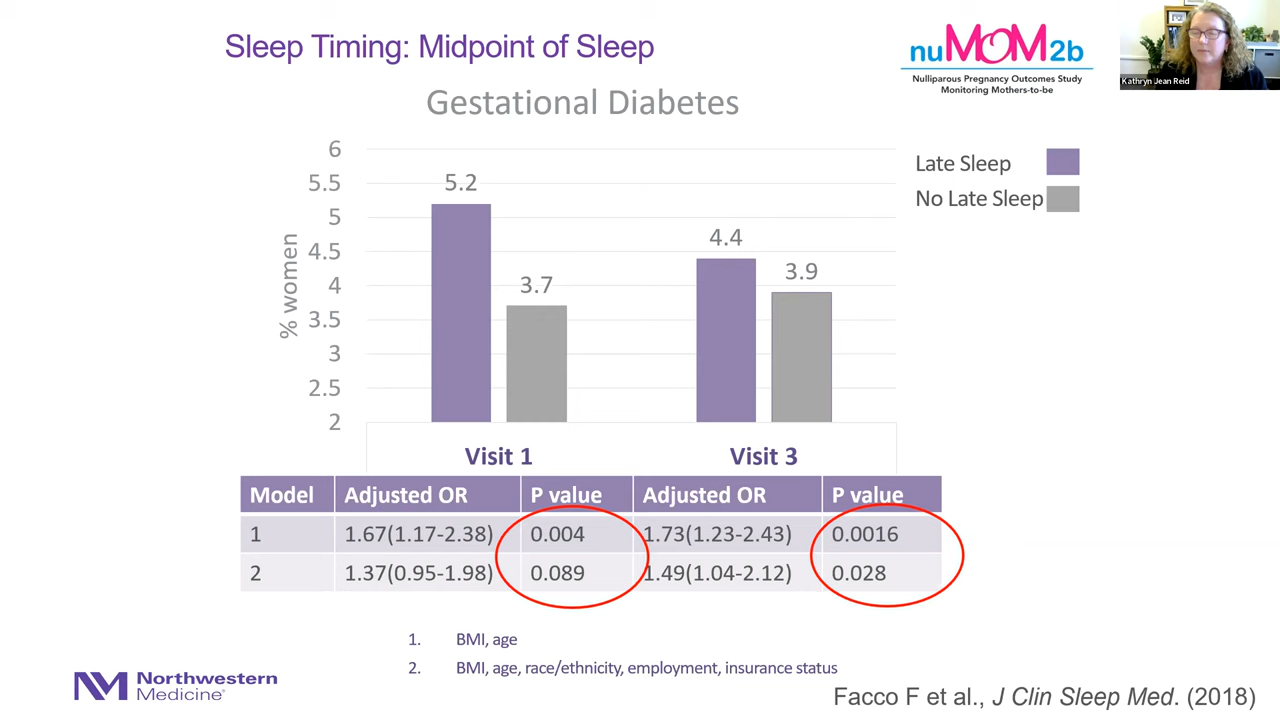 Sleep Timing: Midpoint of Sleep
nuMOM2b
Nulliparous Pregnancy Outcomes Study
Monitoring Mothers-to-be
Kathryn Jean Reid
Gestational Diabetes
Late Sleep
No Late Sleep
% women
6
5.5
5
4.5
4
3.5
3
2.5
2
5.2
3.7
4.4
3.9
Visit 1
Visit 3
Model Adjusted OR P value Adjusted OR P value
1 1.67(1.17-2.38) 0.004 1.73(1.23-2.43) 0.0016
2 1.37(0.95-1.98) 0.089 1.49(1.04-2.12) 0.028
1. BMI, age
2. BMI, age, race/ethnicity, employment, insurance status
NM Northwestern
Medicine®
Facco F et al., J Clin Sleep Med. (2018)